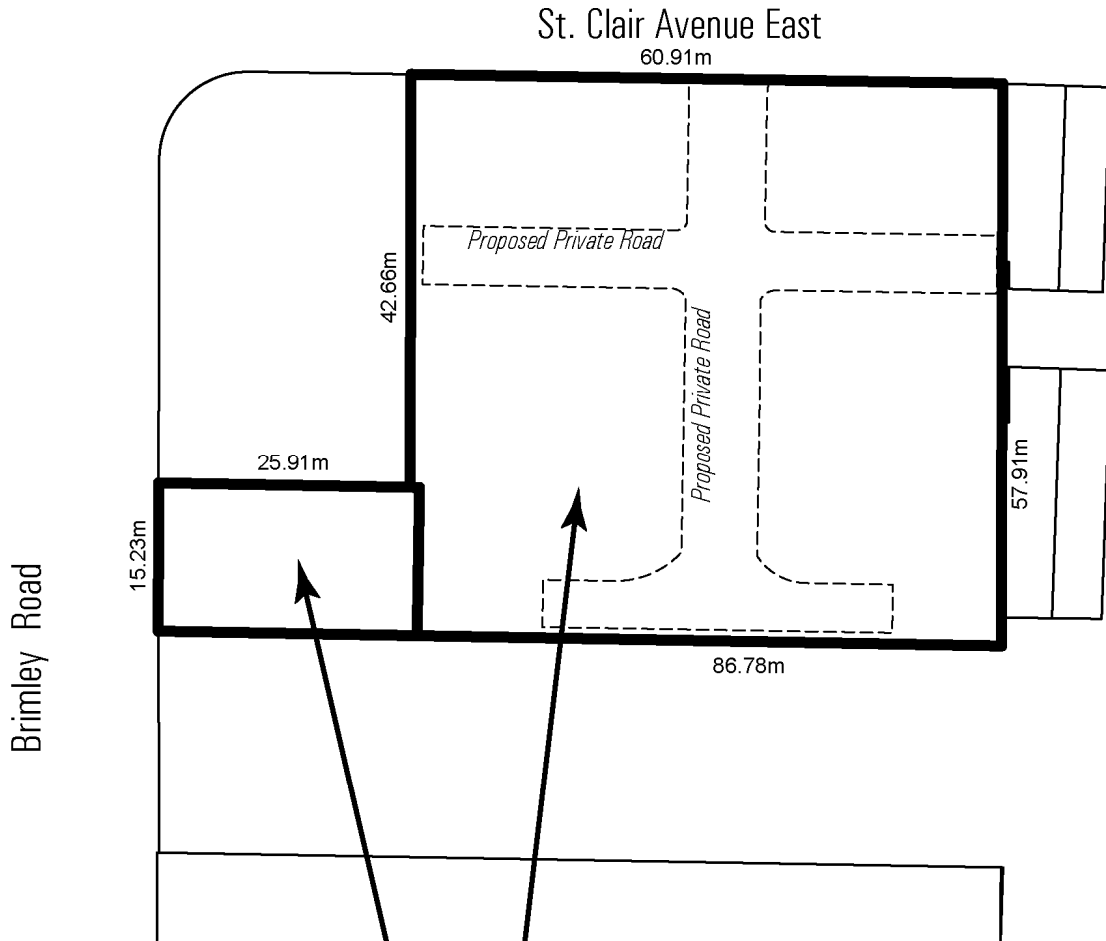 St. Clair Avenue East
60.91m
Proposed Private Road
42.66m
Proposed Private Road
25.91m
57.91m
15.23m
Brimley Road
86.78m